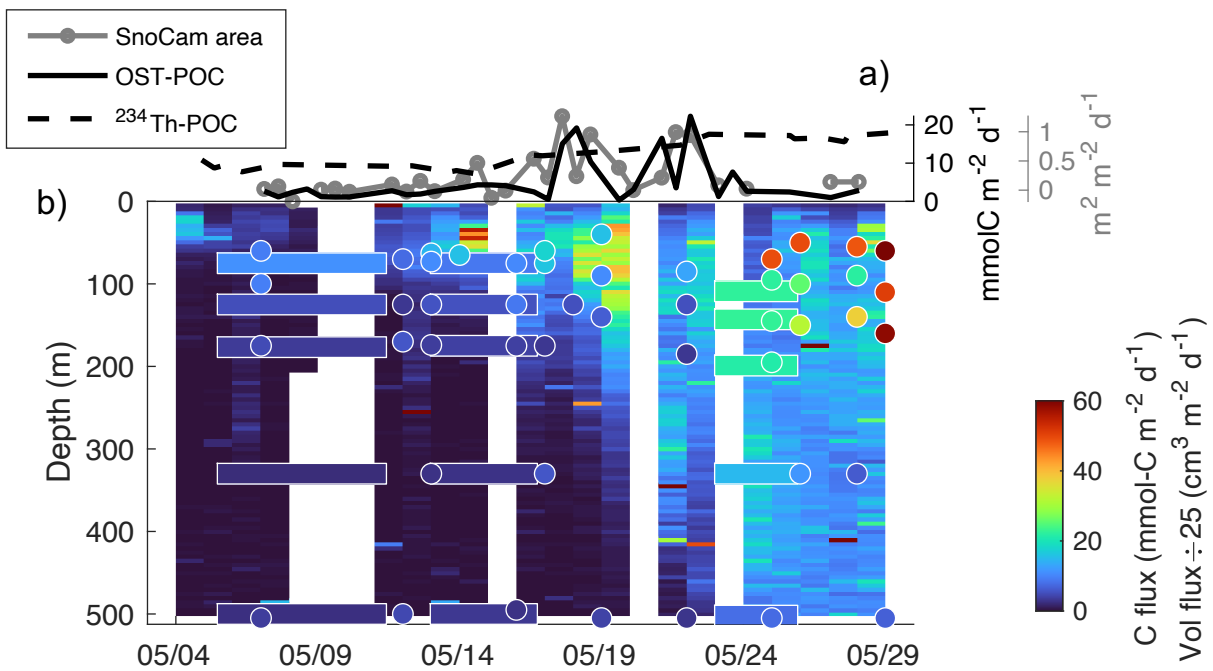 SnoCam area
OST-POC
²³⁴Th-POC
a)
20
10
0
mmolC m⁻² d⁻¹
1
0.5
0
m² m⁻² d⁻¹
b)
0
100
200
300
400
500
Depth (m)
05/04 05/09 05/14 05/19 05/24 05/29
60
40
20
0
C flux (mmol-C m⁻² d⁻¹)
Vol flux÷25 (cm³ m⁻² d⁻¹)